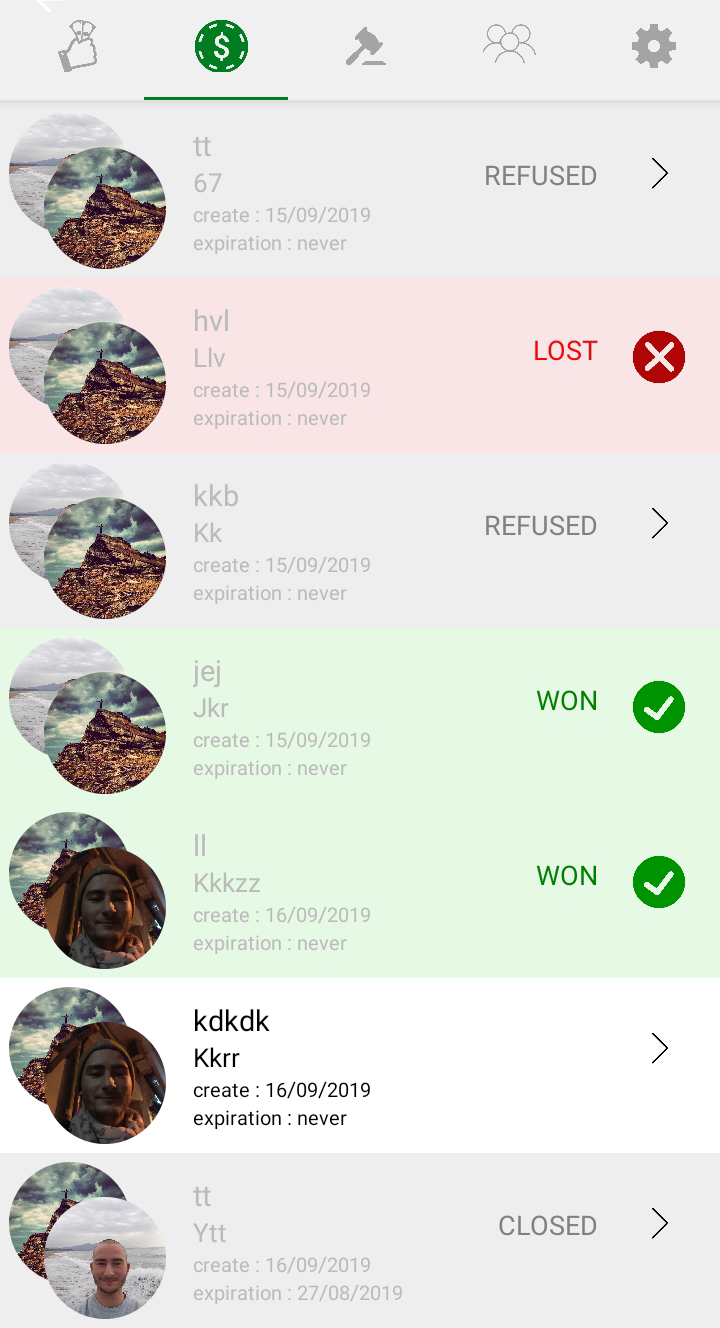 $
tt
67
REFUSED
create : 15/09/2019
expiration : never
hvl
Llv
LOST
create : 15/09/2019
expiration : never
kkb
Kk
REFUSED
create : 15/09/2019
expiration : never
jej
Jkr
WON
create : 15/09/2019
expiration : never
ll
Kkkzz
WON
create : 16/09/2019
expiration : never
kdkdk
Kkrr
create : 16/09/2019
expiration : never
tt
Ytt
CLOSED
create : 16/09/2019
expiration : 27/08/2019